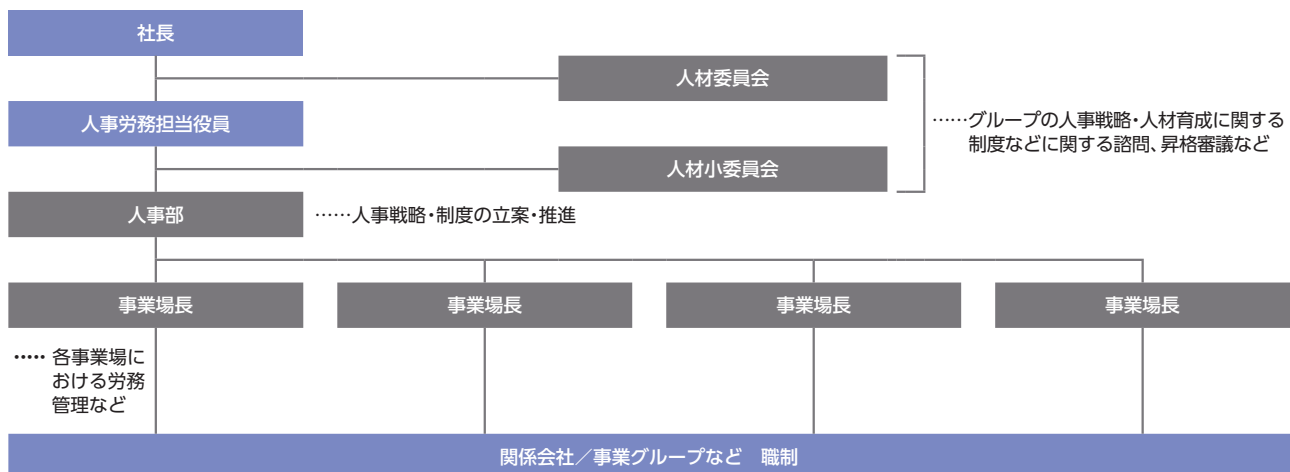 社長
人材委員会
人事労務担当役員
……グループの人事戦略・人材育成に関する
制度などに関する諮問、昇格審議など
人材小委員会
人事部
……人事戦略・制度の立案・推進
事業場長
事業場長
事業場長
事業場長
…‥ 各事業場に
おける労務
管理など
関係会社／事業グループなど　職制